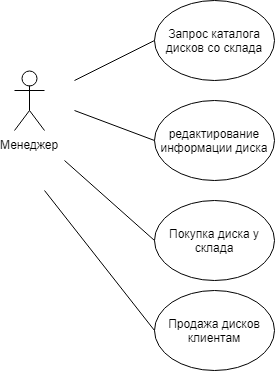 Запрос каталога
дисков со склада
Менеджер
редактирование
информации диска
Покупка диска у
склада
Продажа дисков
клиентам